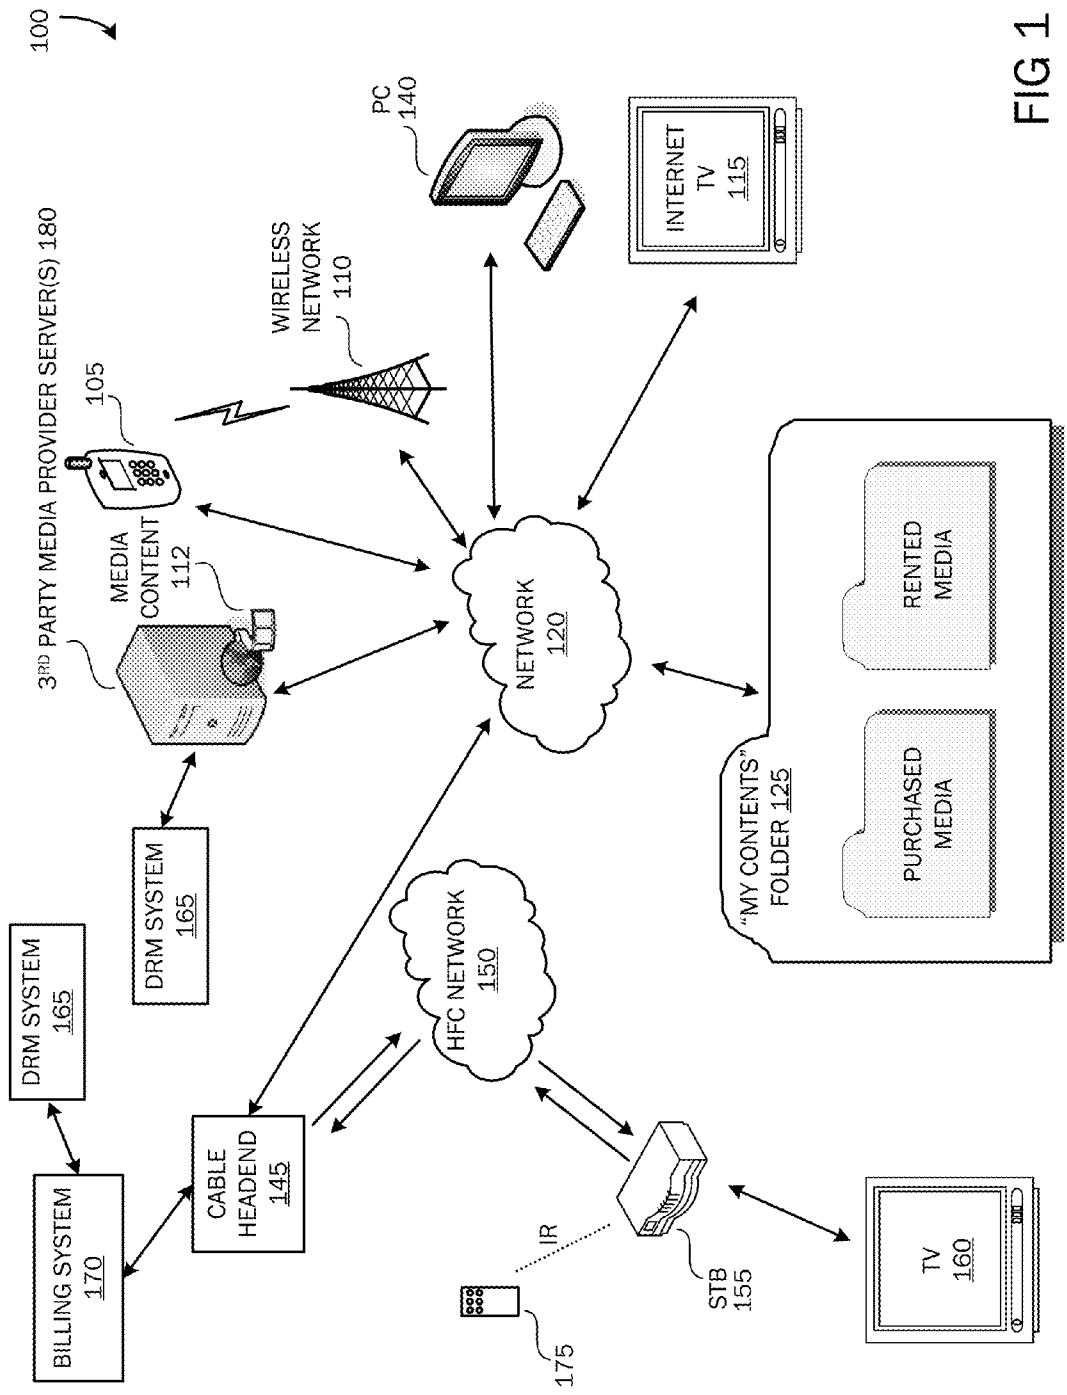 100
3RD PARTY MEDIA PROVIDER SERVER(S) 180
105
MEDIA
CONTENT
112
WIRELESS
NETWORK
110
PC
140
INTERNET
TV
115
DRM SYSTEM
165
DRM SYSTEM
165
NETWORK
120
BILLING SYSTEM
170
CABLE
HEADEND
145
HFC NETWORK
150
"MY CONTENTS"
FOLDER 125
PURCHASED
MEDIA
RENTED
MEDIA
IR
175
STB
155
TV
160
FIG 1